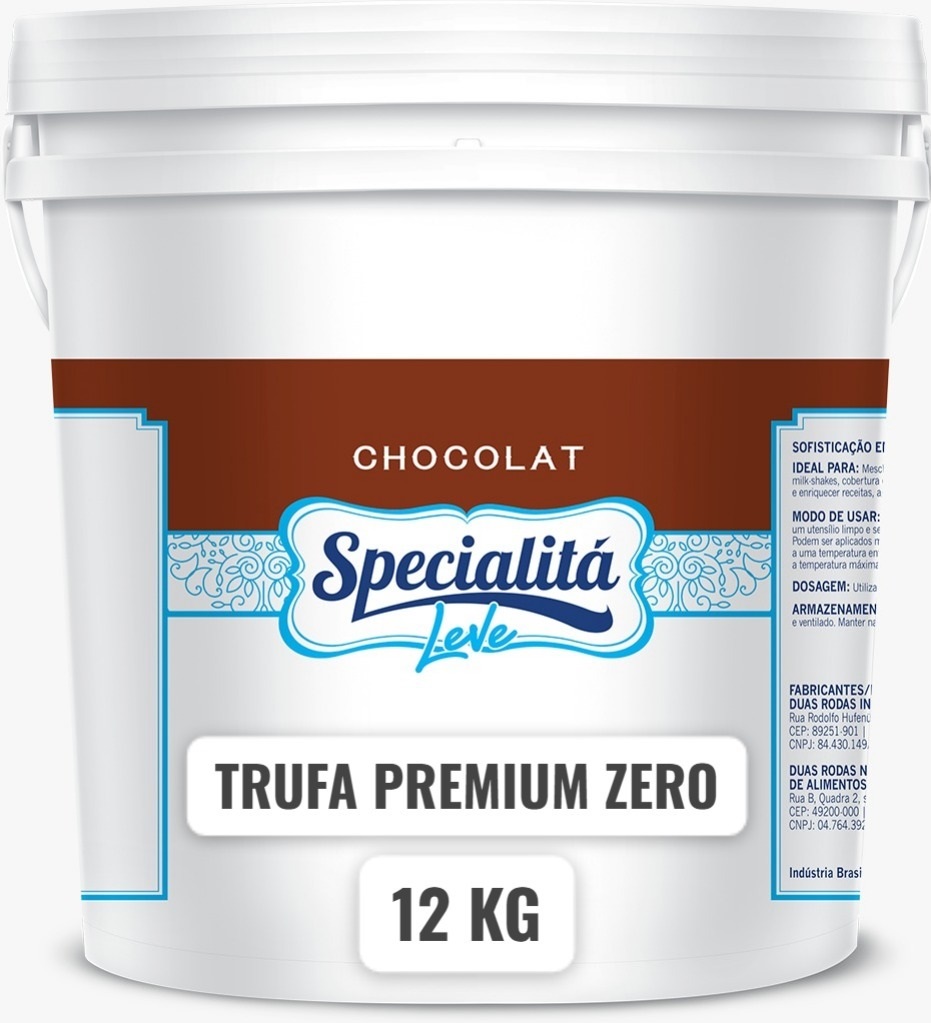 CHOCOLAT
Specialitá
Leve
TRUFA PREMIUM ZERO
12 KG
SOFISTICAÇÃO
IDEAL PARA:
milk-shakes, cobertura
e enriquecer receitas, a
MODO DE USAR:
um utensílio limpo e se
Podem ser aplicados
a uma temperatura em
a temperatura máxima
DOSAGEM: Utiliza
ARMAZENAMEN
e ventilado. Manter na
FABRICANTES/
DUAS RODAS IN
Rua Rodolfo Hufenü
CEP: 89251-901 |
CNPJ: 84.430.149
DUAS RODAS N
DE ALIMENTOS
Rua B, Quadra 2, s
CEP: 49200-000 |
CNPJ: 04.764.392
Indústria Brasi